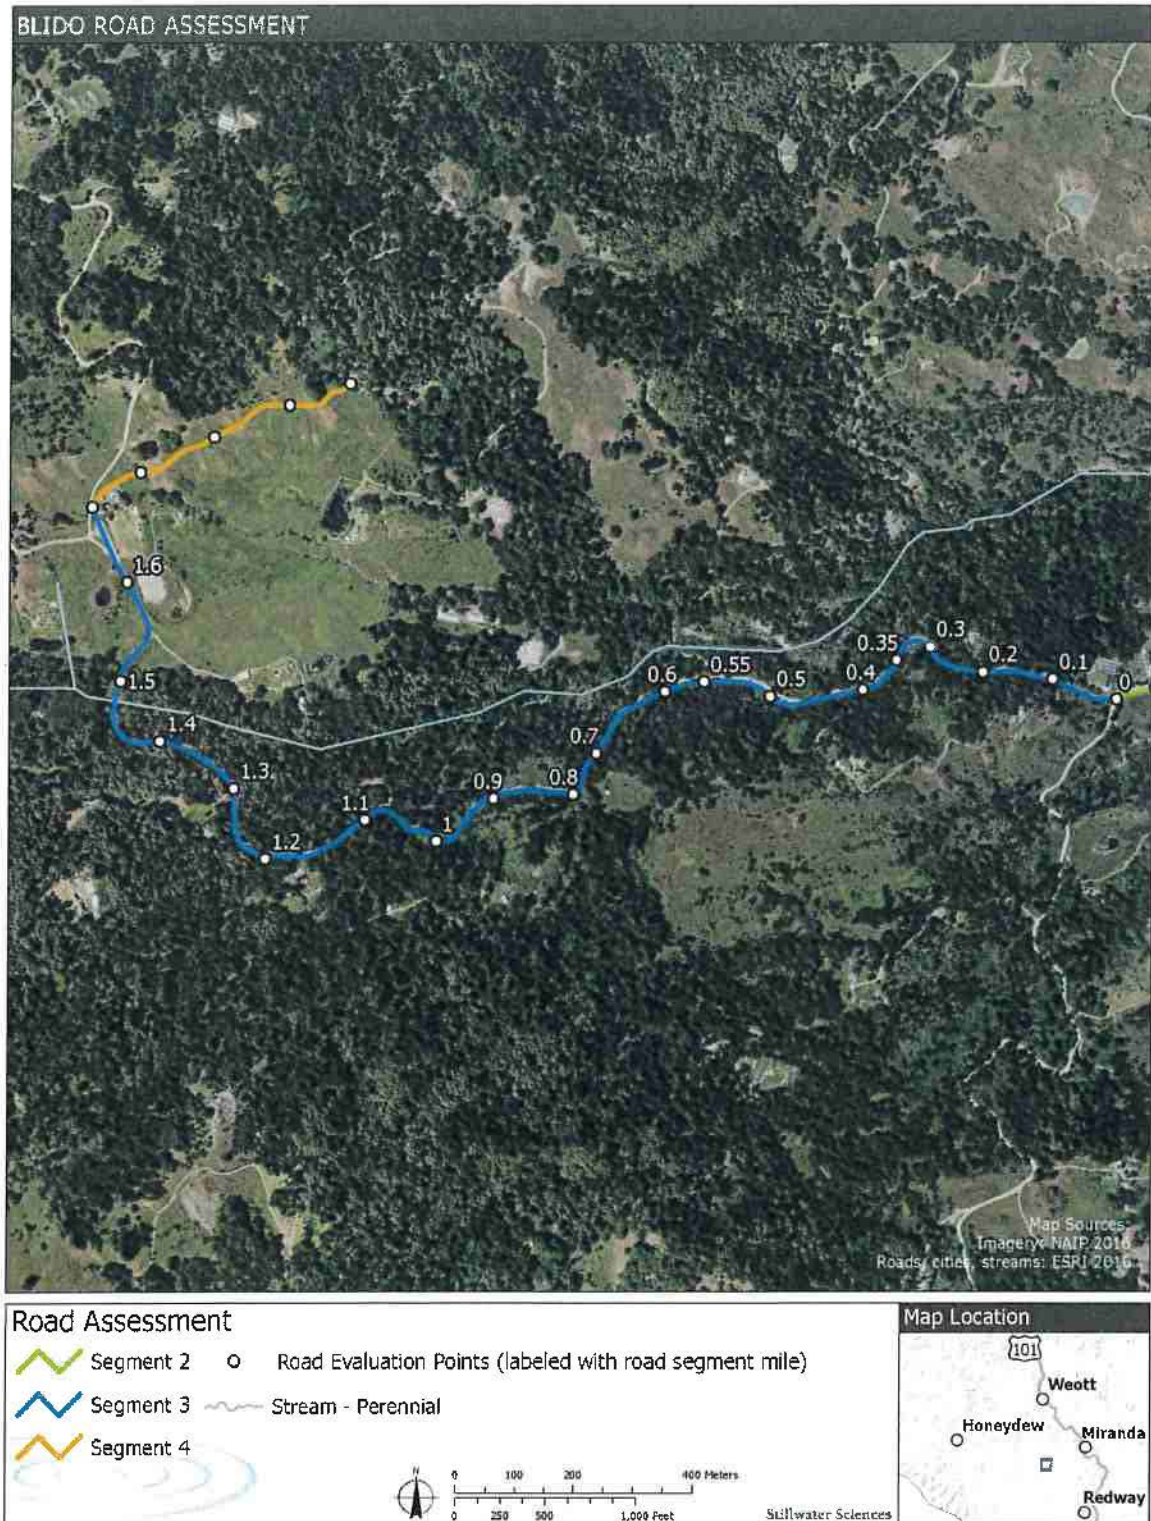 BLIDO ROAD ASSESSMENT
1.6
1.5
1.4
1.3
1.2
1.1
1
0.9
0.8
0.7
0.6
0.55
0.5
0.4
0.35
0.3
0.2
0.1
0
Map Sources:
Imagery: NAIP 2016
Roads, cities, streams: ESRI 2016
Road Assessment
Segment 2
Road Evaluation Points (labeled with road segment mile)
Segment 3
Stream - Perennial
Segment 4
N
0 100 200 400 Meters
0 250 500 1,000 Feet
Stillwater Sciences
Map Location
101
Weott
Honeydew
Miranda
Redway